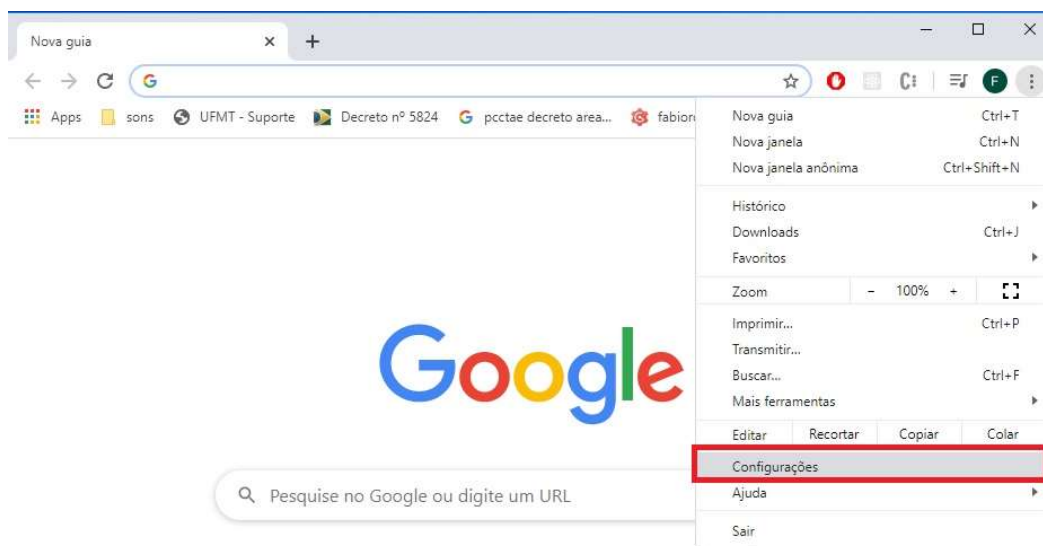 Nova guia
G
Apps sons UFMT - Suporte Decreto nº 5824 G pcctae decreto area...
F
Nova guia Ctrl+T
Nova janela Ctrl+N
Nova janela anônima Ctrl+Shift+N
Histórico
Downloads Ctrl+J
Favoritos
Zoom - 100% +
Imprimir... Ctrl+P
Transmitir...
Buscar... Ctrl+F
Mais ferramentas
Editar Recortar Copiar Colar
Configurações
Ajuda
Sair
Google
Pesquise no Google ou digite um URL